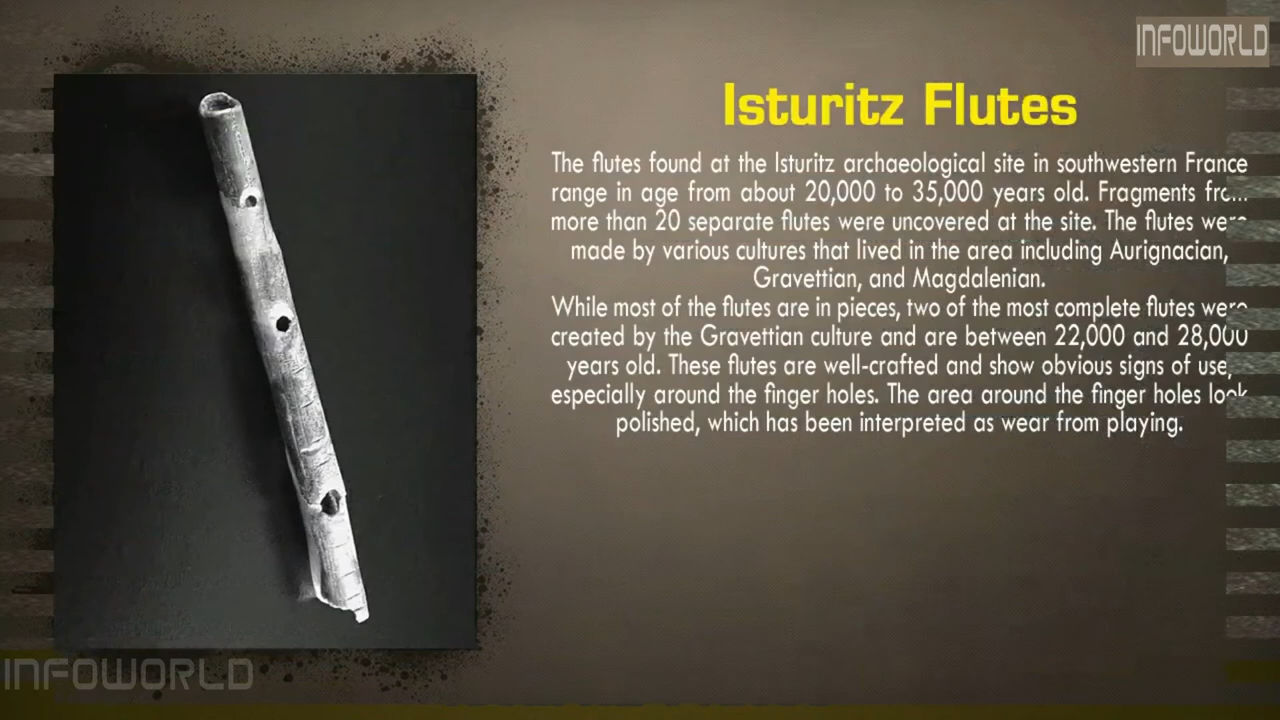 INFOWORLD
Isturitz Flutes
The flutes found at the Isturitz archaeological site in southwestern France
range in age from about 20,000 to 35,000 years old. Fragments
more than 20 separate flutes were uncovered at the site. The flutes were
made by various cultures that lived in the area including Aurignacian,
Gravettian, and Magdalenian.
While most of the flutes are in pieces, two of the most complete flutes were
created by the Gravettian culture and are between 22,000 and 28,000
years old. These flutes are well-crafted and show obvious signs of use,
especially around the finger holes. The area around the finger holes look
polished, which has been interpreted as wear from playing.
INFOWORLD